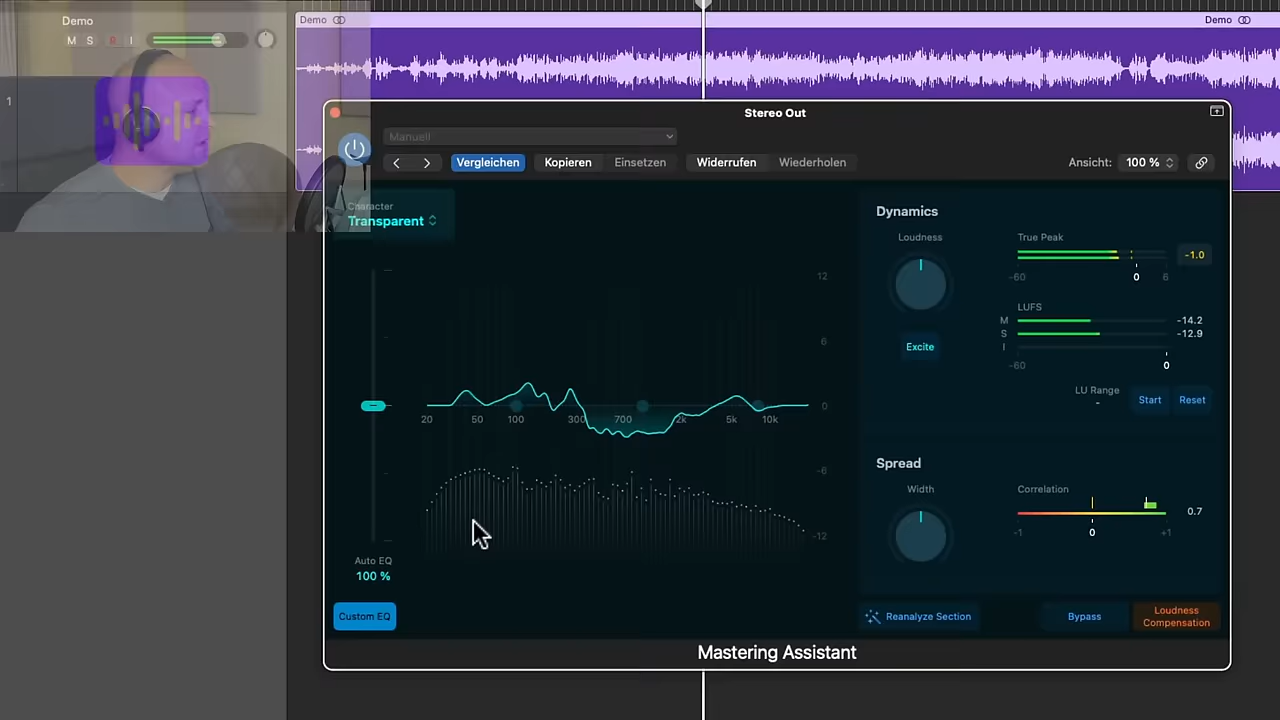 Demo
M S R I
1
Demo
Demo
Stereo Out
Manuell
Vergleichen
Kopieren
Einsetzen
Widerrufen
Wiederholen
Ansicht: 100 %
Character
Transparent
12
6
0
-6
-12
20 50 100 300 700 2k 5k 10k
Auto EQ
100 %
Custom EQ
Dynamics
Loudness
Excite
True Peak
-1.0
-60 0 6
LUFS
M -14.2
S -12.9
I
-60 0
LU Range
-
Start
Reset
Spread
Width
Correlation
0.7
-1 0 +1
Reanalyze Section
Bypass
Loudness
Compensation
Mastering Assistant